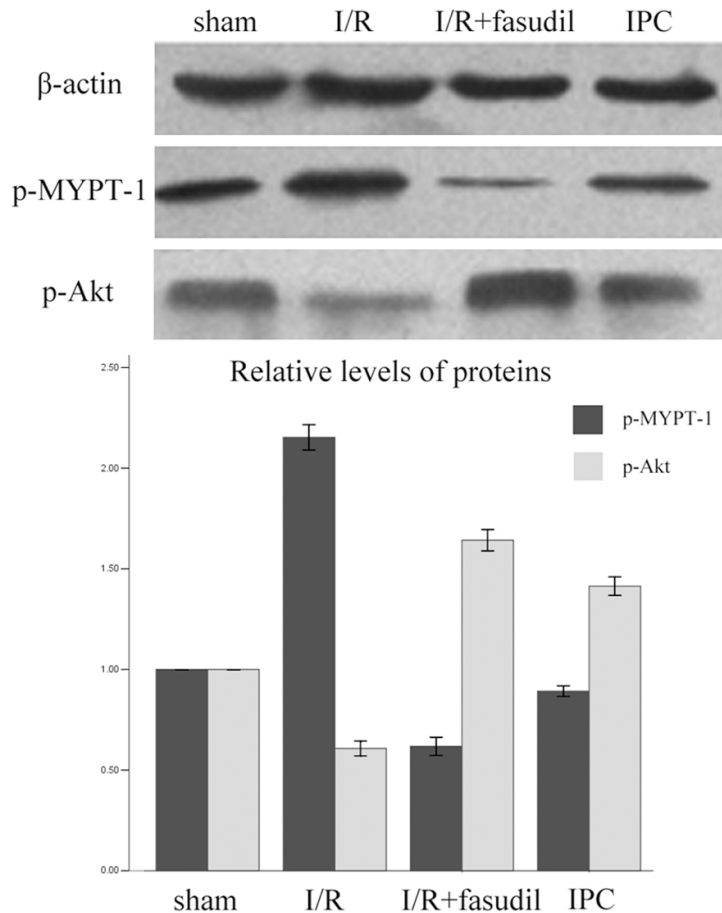 sham I/R I/R+fasudil IPC
β-actin
p-MYPT-1
p-Akt
Relative levels of proteins
p-MYPT-1
p-Akt
2.50
2.00
1.50
1.00
0.50
0.00
sham I/R I/R+fasudil IPC